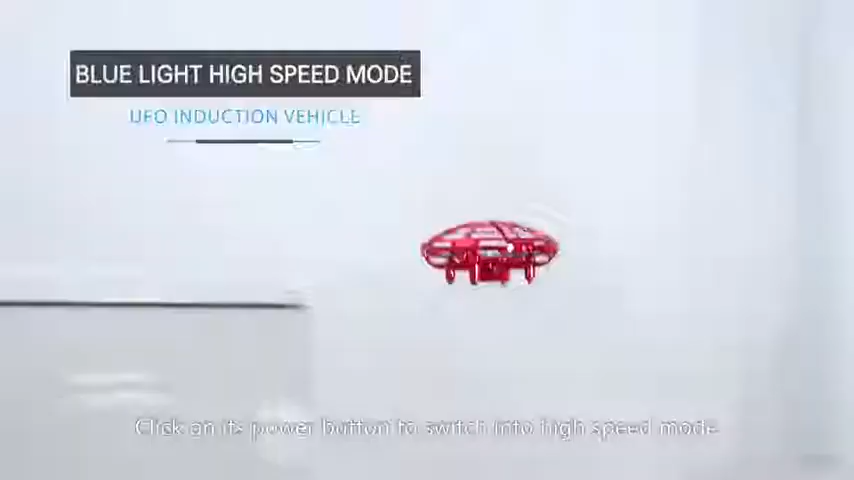 BLUE LIGHT HIGH SPEED MODE
UFO INDUCTION VEHICLE
Click on its power button to switch into high speed mode